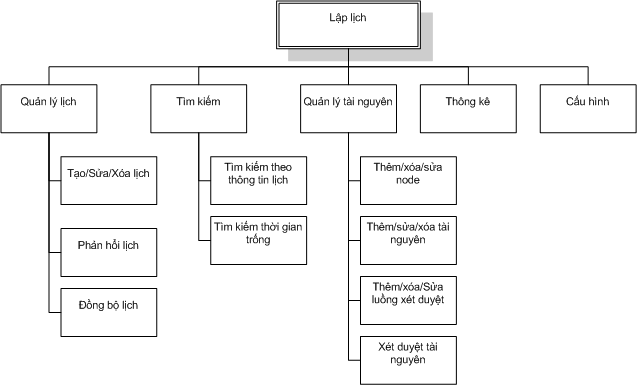 Lập lịch
Quản lý lịch
Tìm kiếm
Quản lý tài nguyên
Thông kê
Cấu hình
Tạo/Sửa/Xóa lịch
Phản hồi lịch
Đồng bộ lịch
Tìm kiếm theo
thông tin lịch
Tìm kiếm thời gian
trống
Thêm/xóa/sửa
node
Thêm/sửa/xóa tài
nguyên
Thêm/xóa/Sửa
luồng xét duyệt
Xét duyệt tài
nguyên